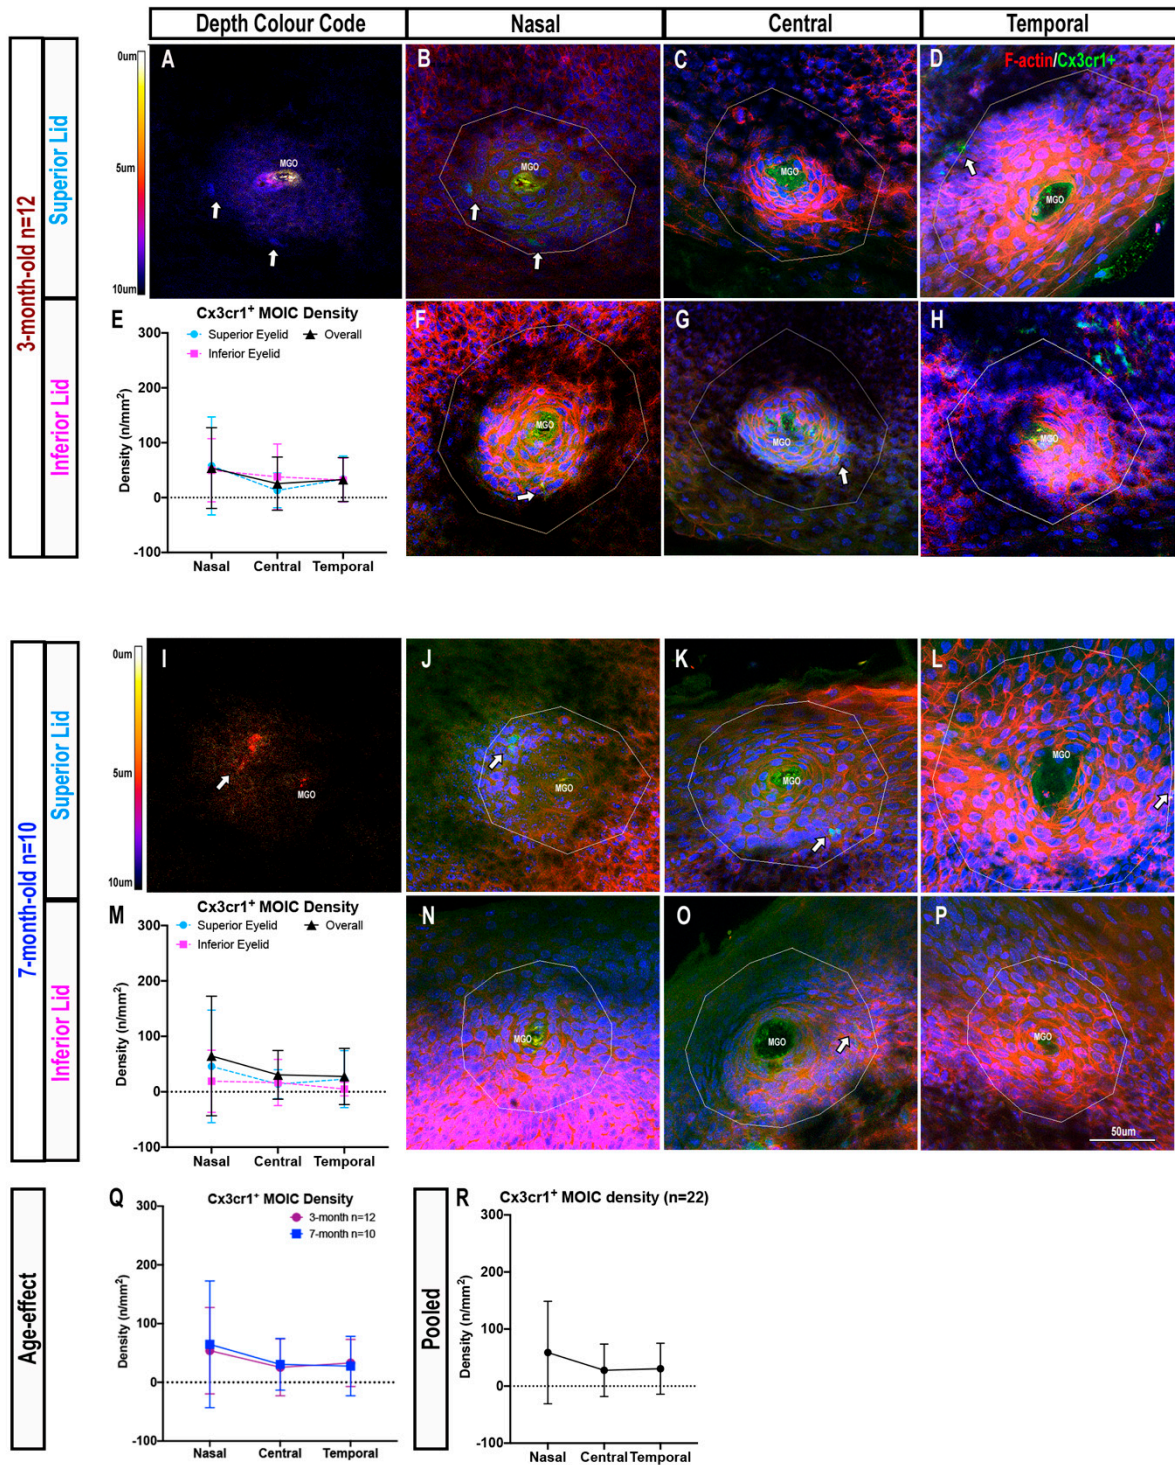 Depth Colour Code
Nasal
Central
Temporal
3-month-old n=12
Superior Lid
Inferior Lid
0um
5um
10um
A
MGO
B
MGO
C
MGO
D
F-actin/Cx3cr1+
MGO
E
Cx3cr1⁺ MOIC Density
Superior Eyelid
Overall
Inferior Eyelid
Density (n/mm²)
300
200
100
0
-100
Nasal
Central
Temporal
F
MGO
G
MGO
H
MGO
7-month-old n=10
Superior Lid
Inferior Lid
0um
5um
10um
I
MGO
J
MGO
K
MGO
L
MGO
M
Cx3cr1⁺ MOIC Density
Superior Eyelid
Overall
Inferior Eyelid
Density (n/mm²)
300
200
100
0
-100
Nasal
Central
Temporal
N
MGO
O
MGO
P
MGO
50um
Age-effect
Q
Cx3cr1⁺ MOIC Density
3-month n=12
7-month n=10
Density (n/mm²)
300
200
100
0
-100
Nasal
Central
Temporal
Pooled
R
Cx3cr1⁺ MOIC density (n=22)
Density (n/mm²)
300
200
100
0
-100
Nasal
Central
Temporal